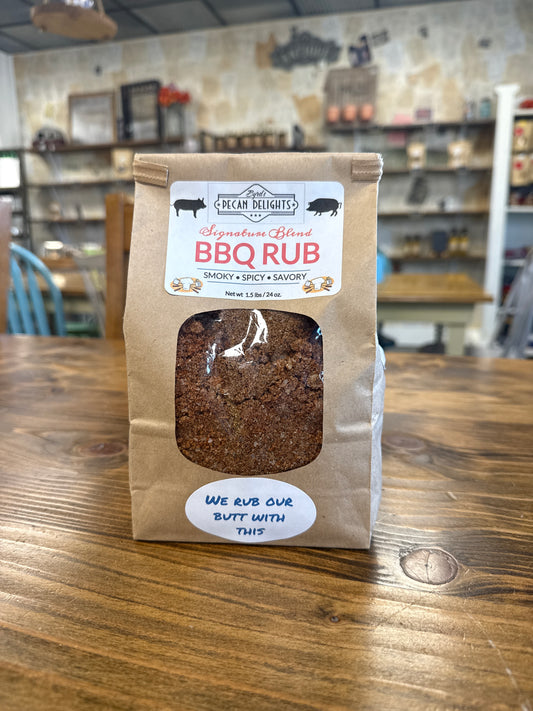 Byrd's
PECAN DELIGHTS
Signature Blend
BBQ RUB
SMOKY • SPICY • SAVORY
Net wt 1.5 lbs / 24 oz.
WE RUB OUR
BUTT WITH
THIS